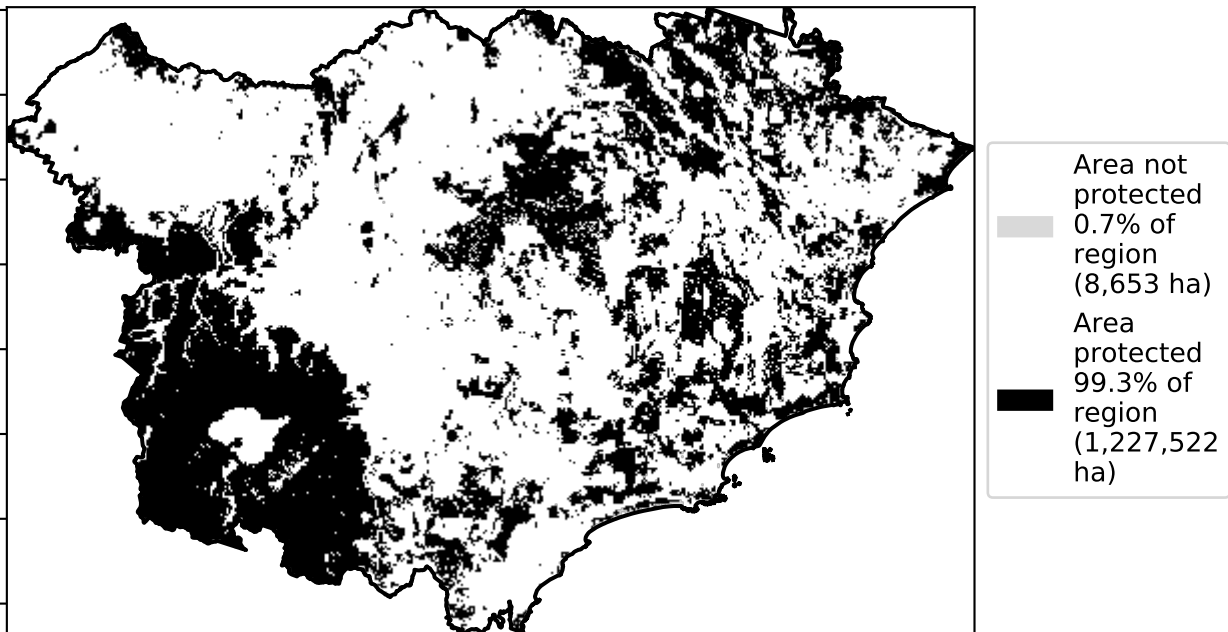 Area not
protected
0.7% of
region
(8,653 ha)
Area
protected
99.3% of
region
(1,227,522
ha)